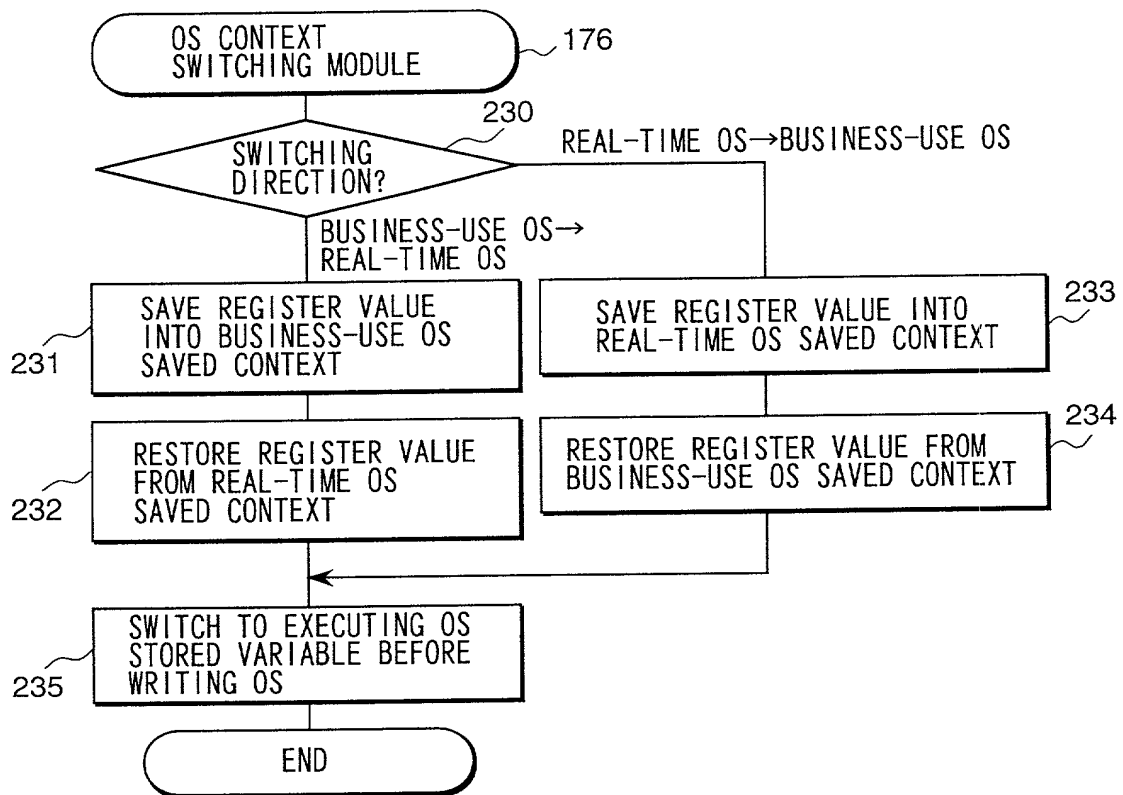 OS CONTEXT
SWITCHING MODULE
176
230
SWITCHING
DIRECTION?
REAL-TIME OS→BUSINESS-USE OS
BUSINESS-USE OS→
REAL-TIME OS
SAVE REGISTER VALUE
INTO BUSINESS-USE OS
SAVED CONTEXT
231
SAVE REGISTER VALUE INTO
REAL-TIME OS SAVED CONTEXT
233
RESTORE REGISTER VALUE
FROM REAL-TIME OS
SAVED CONTEXT
232
RESTORE REGISTER VALUE FROM
BUSINESS-USE OS SAVED CONTEXT
234
SWITCH TO EXECUTING OS
STORED VARIABLE BEFORE
WRITING OS
235
END